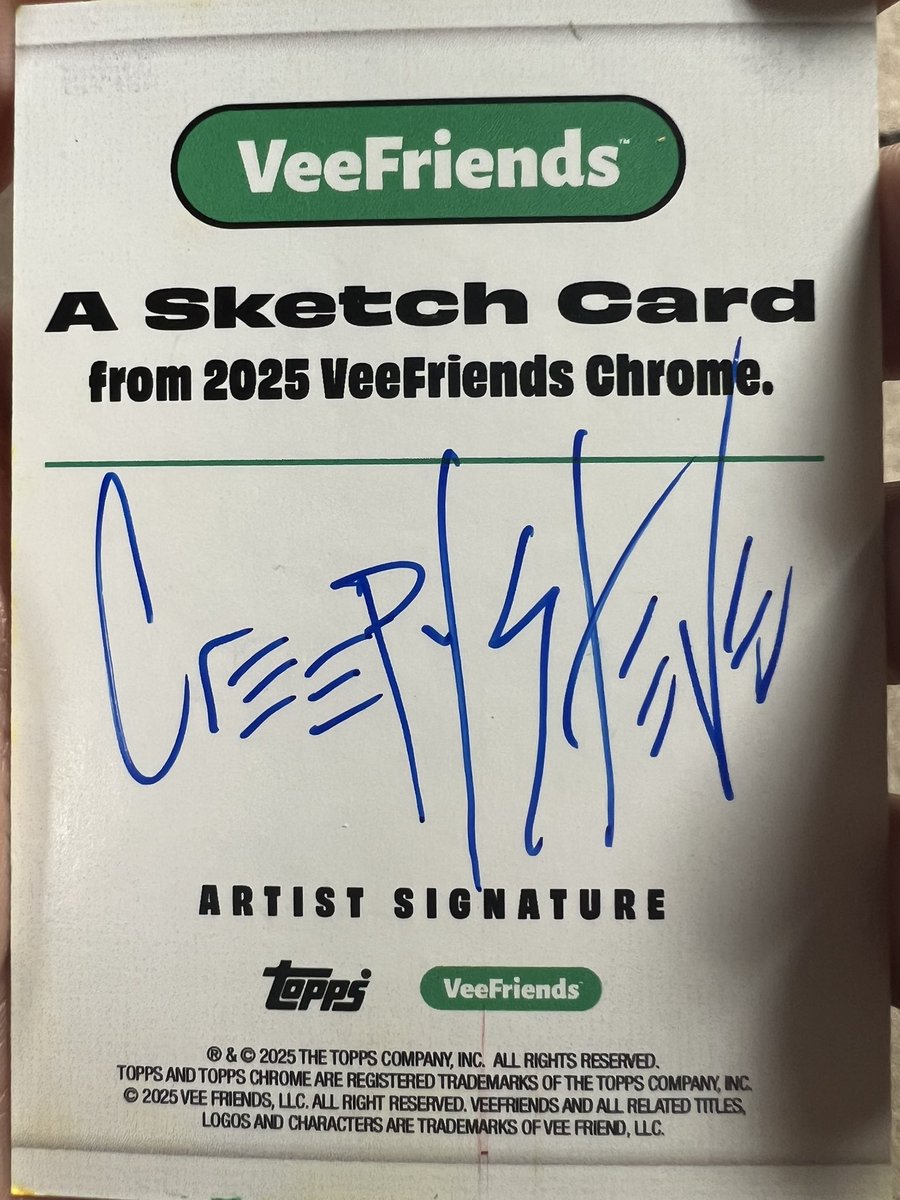 VeeFriends™
A Sketch Card
from 2025 VeeFriends Chrome.
CreePY
ARTIST SIGNATURE
Topps VeeFriends
® & © 2025 THE TOPPS COMPANY, INC. ALL RIGHTS RESERVED.
TOPPS AND TOPPS CHROME ARE REGISTERED TRADEMARKS OF THE TOPPS COMPANY, INC.
© 2025 VEE FRIENDS, LLC. ALL RIGHT RESERVED. VEEFRIENDS AND ALL RELATED TITLES,
LOGOS AND CHARACTERS ARE TRADEMARKS OF VEE FRIEND, LLC.